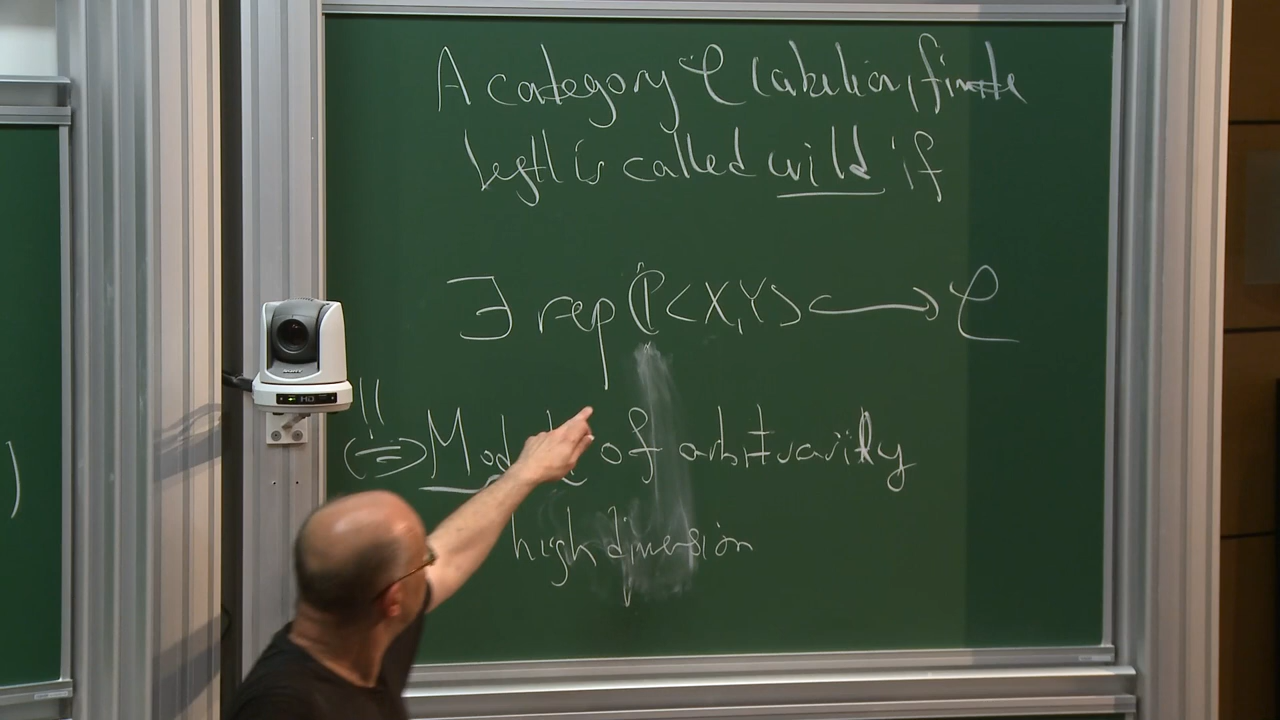 A category C (abelian, finite
length is called wild if
∃ rep ℂ<X,Y> ↪ C
!!
(=) Moduli of arbitrarily
high dimension
)